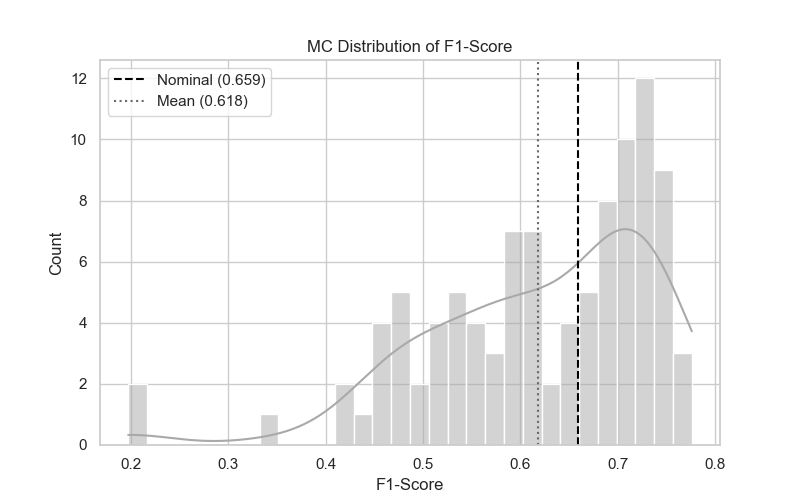 MC Distribution of F1-Score
Nominal (0.659)
Mean (0.618)
12
10
8
6
4
2
0
Count
0.2 0.3 0.4 0.5 0.6 0.7 0.8
F1-Score